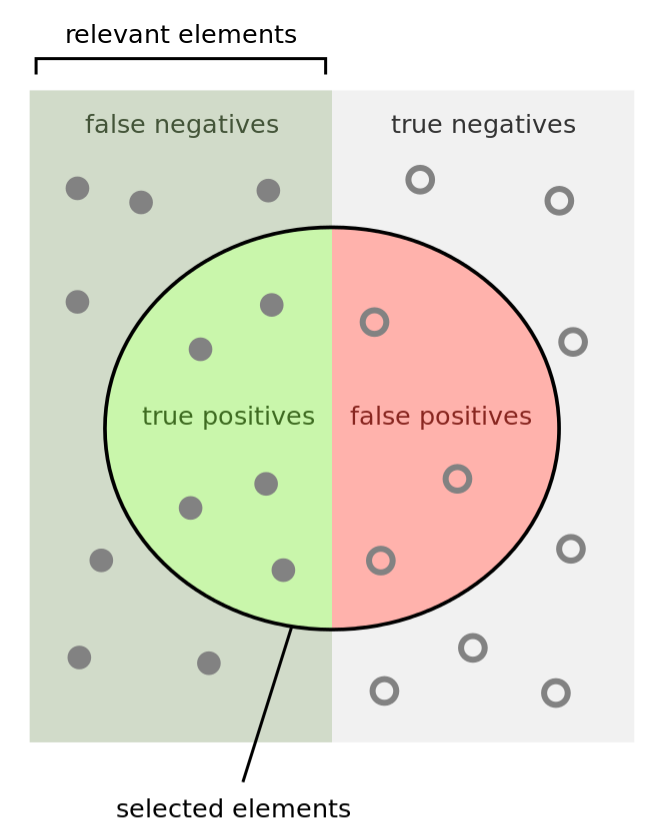 relevant elements
false negatives
true negatives
true positives
false positives
selected elements